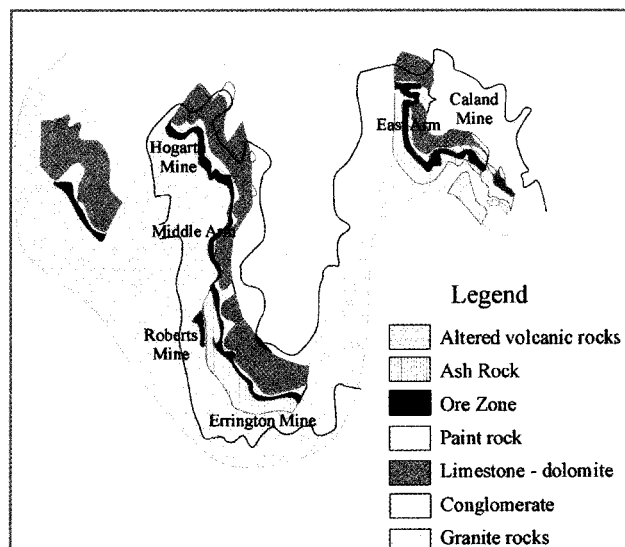 Hogarth
Mine
Middle Arm
Roberts
Mine
Errington Mine
East Arm
Caland
Mine
Legend
Altered volcanic rocks
Ash Rock
Ore Zone
Paint rock
Limestone - dolomite
Conglomerate
Granite rocks